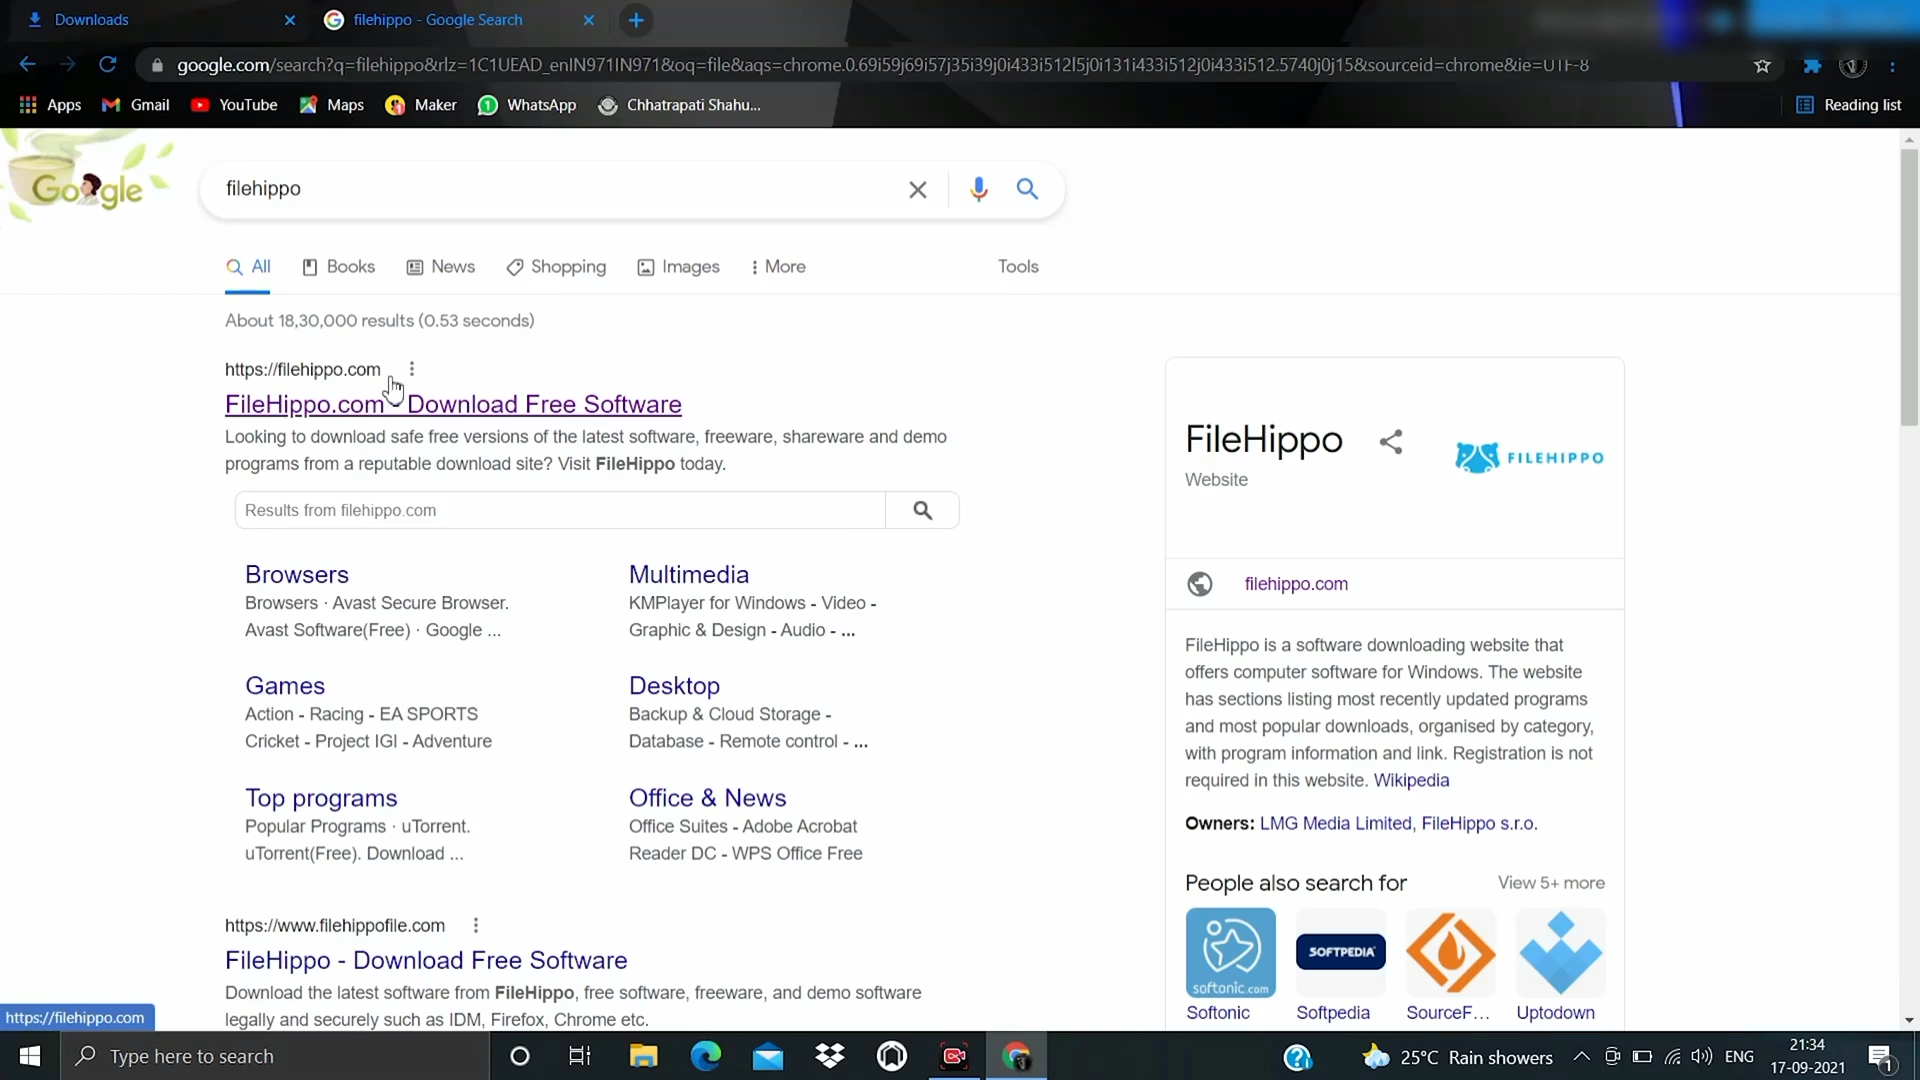 Downloads
filehippo - Google Search
google.com/search?q=filehippo&rlz=1C1UEAD_enIN971IN971&oq=file&aqs=chrome.0.69i59j69i57j35i39j0i433i512l5j0i131i433i512j0i433i512.5740j0j15&sourceid=chrome&ie=UTF-8
Apps Gmail YouTube Maps Maker WhatsApp Chhatrapati Shahu... Reading list
Google
filehippo
All Books News Shopping Images More Tools
About 18,30,000 results (0.53 seconds)
https://filehippo.com
FileHippo.com - Download Free Software
Looking to download safe free versions of the latest software, freeware, shareware and demo
programs from a reputable download site? Visit FileHippo today.
Results from filehippo.com
Browsers
Browsers · Avast Secure Browser.
Avast Software(Free) · Google ...
Multimedia
KMPlayer for Windows - Video -
Graphic & Design - Audio - ...
Games
Action - Racing - EA SPORTS
Cricket - Project IGI - Adventure
Desktop
Backup & Cloud Storage -
Database - Remote control - ...
Top programs
Popular Programs · uTorrent.
uTorrent(Free). Download ...
Office & News
Office Suites - Adobe Acrobat
Reader DC - WPS Office Free
https://www.filehippofile.com
FileHippo - Download Free Software
Download the latest software from FileHippo, free software, freeware, and demo software
legally and securely such as IDM, Firefox, Chrome etc.
FileHippo
Website
FILEHIPPO
filehippo.com
FileHippo is a software downloading website that
offers computer software for Windows. The website
has sections listing most recently updated programs
and most popular downloads, organised by category,
with program information and link. Registration is not
required in this website. Wikipedia
Owners: LMG Media Limited, FileHippo s.r.o.
People also search for
View 5+ more
softonic.com
SOFTPEDIA
Softonic Softpedia SourceF... Uptodown
https://filehippo.com
Type here to search
25°C Rain showers
ENG
21:34
17-09-2021
1